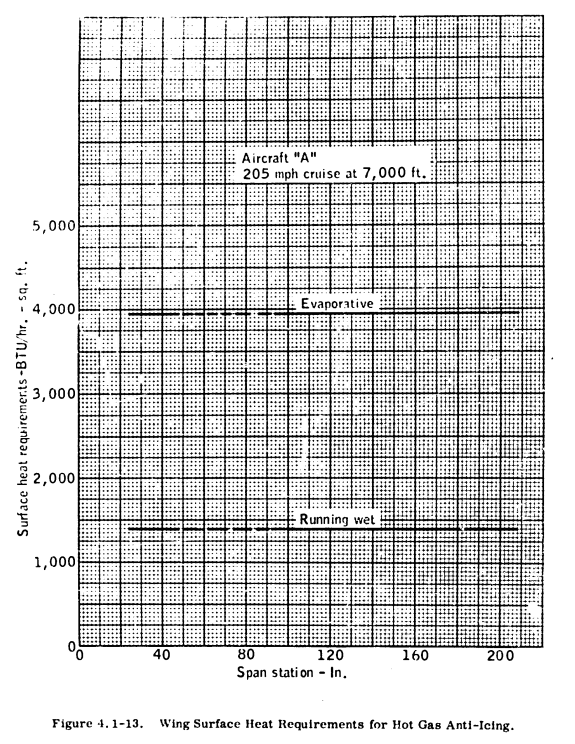 Aircraft "A"
205 mph cruise at 7,000 ft.
5,000
Evaporative
4,000
3,000
2,000
Running wet
1,000
0
0 40 80 120 160 200
Surface heat requirements-BTU/hr. - sq. ft.
Span station - In.
Figure 4.1-13. Wing Surface Heat Requirements for Hot Gas Anti-Icing.